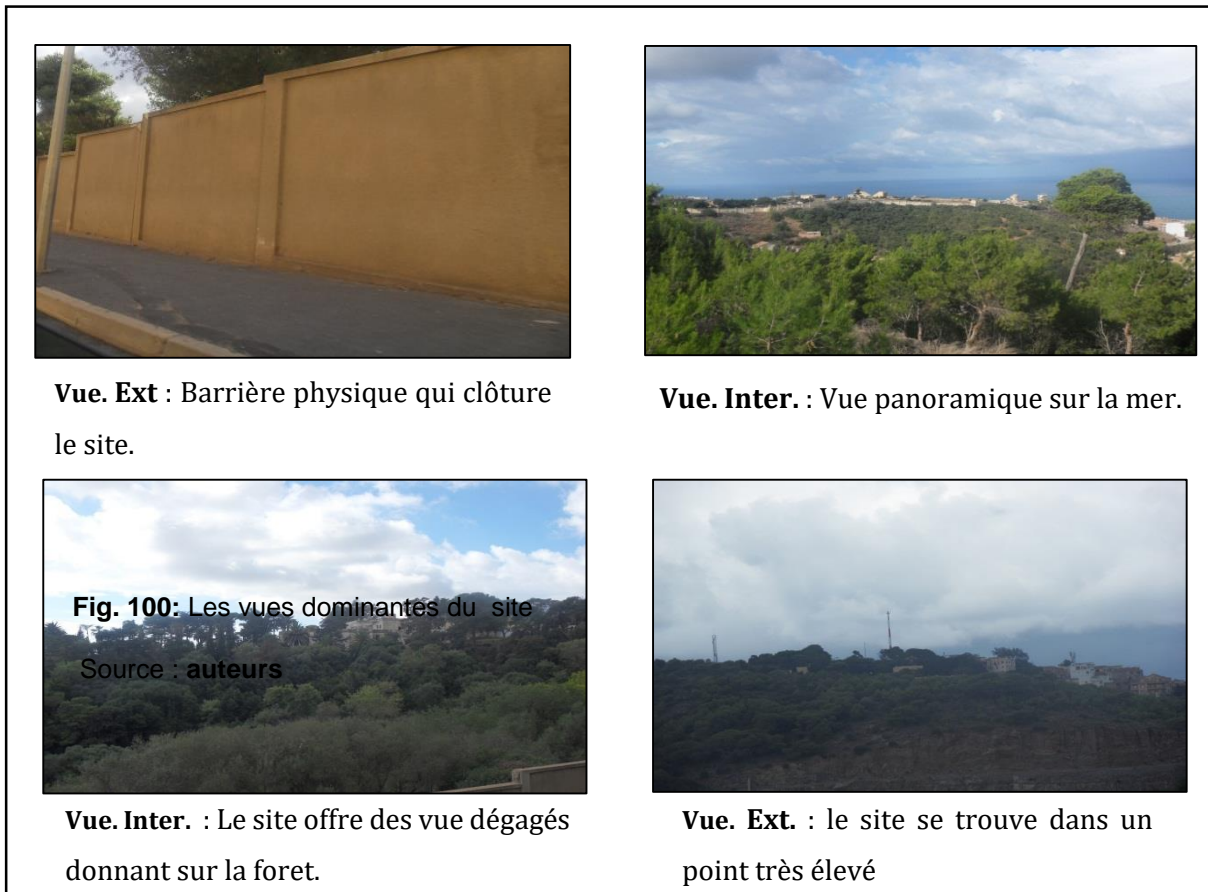 Vue. Ext : Barrière physique qui clôture
le site.
Vue. Inter. : Vue panoramique sur la mer.
Fig. 100: Les vues dominantes du site
Source : auteurs
Vue. Inter. : Le site offre des vue dégagés
donnant sur la foret.
Vue. Ext. : le site se trouve dans un
point très élevé